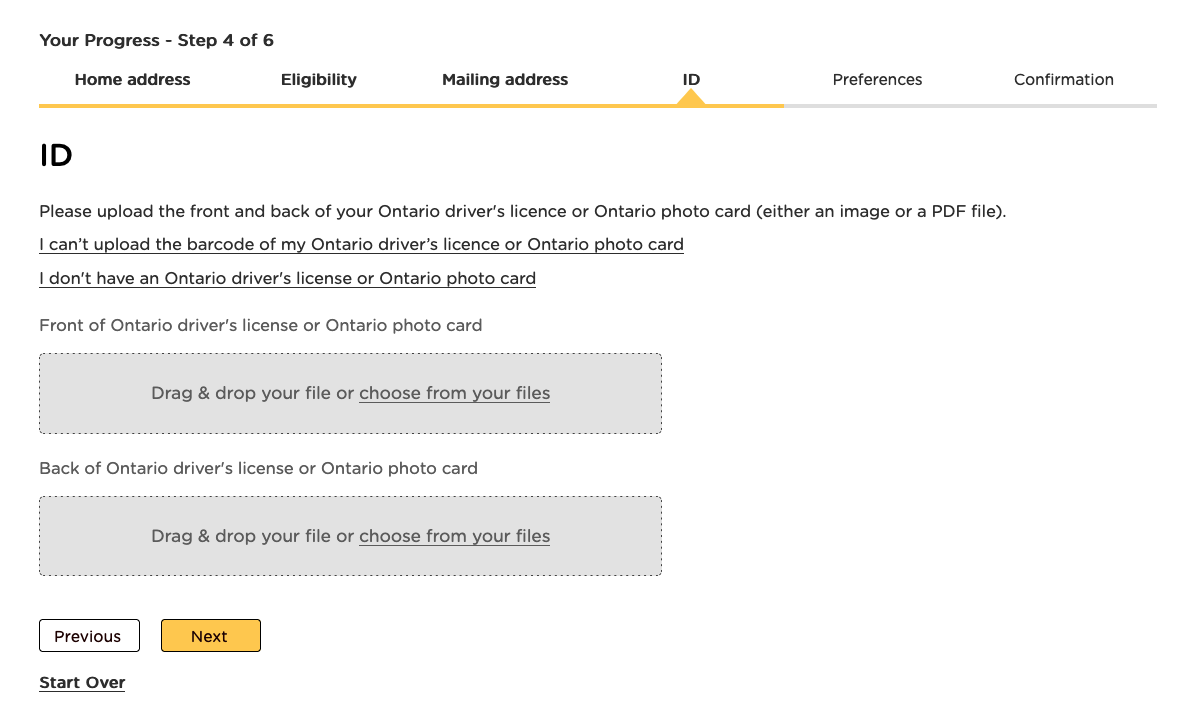 Your Progress - Step 4 of 6
Home address Eligibility Mailing address ID Preferences Confirmation
ID
Please upload the front and back of your Ontario driver's licence or Ontario photo card (either an image or a PDF file).
I can’t upload the barcode of my Ontario driver’s licence or Ontario photo card
I don't have an Ontario driver's license or Ontario photo card
Front of Ontario driver's license or Ontario photo card
Drag & drop your file or choose from your files
Back of Ontario driver's license or Ontario photo card
Drag & drop your file or choose from your files
Previous Next
Start Over